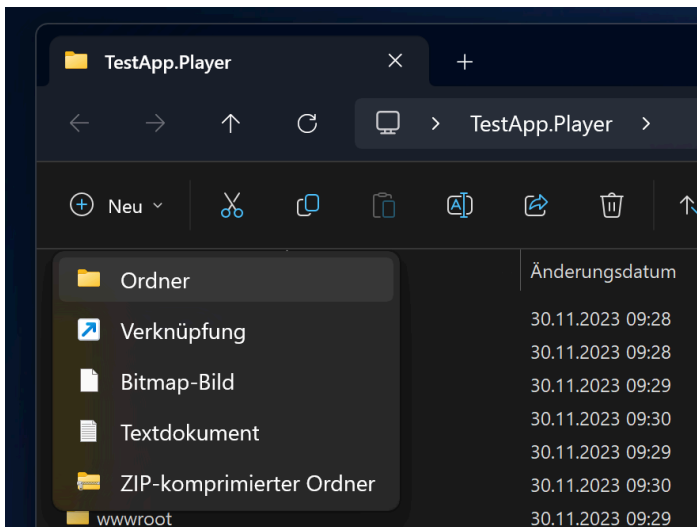 TestApp.Player
TestApp.Player
Neu
Änderungsdatum
Ordner
30.11.2023 09:28
Verknüpfung
30.11.2023 09:28
Bitmap-Bild
30.11.2023 09:29
Textdokument
30.11.2023 09:30
30.11.2023 09:29
ZIP-komprimierter Ordner
30.11.2023 09:30
wwwroot
30.11.2023 09:29